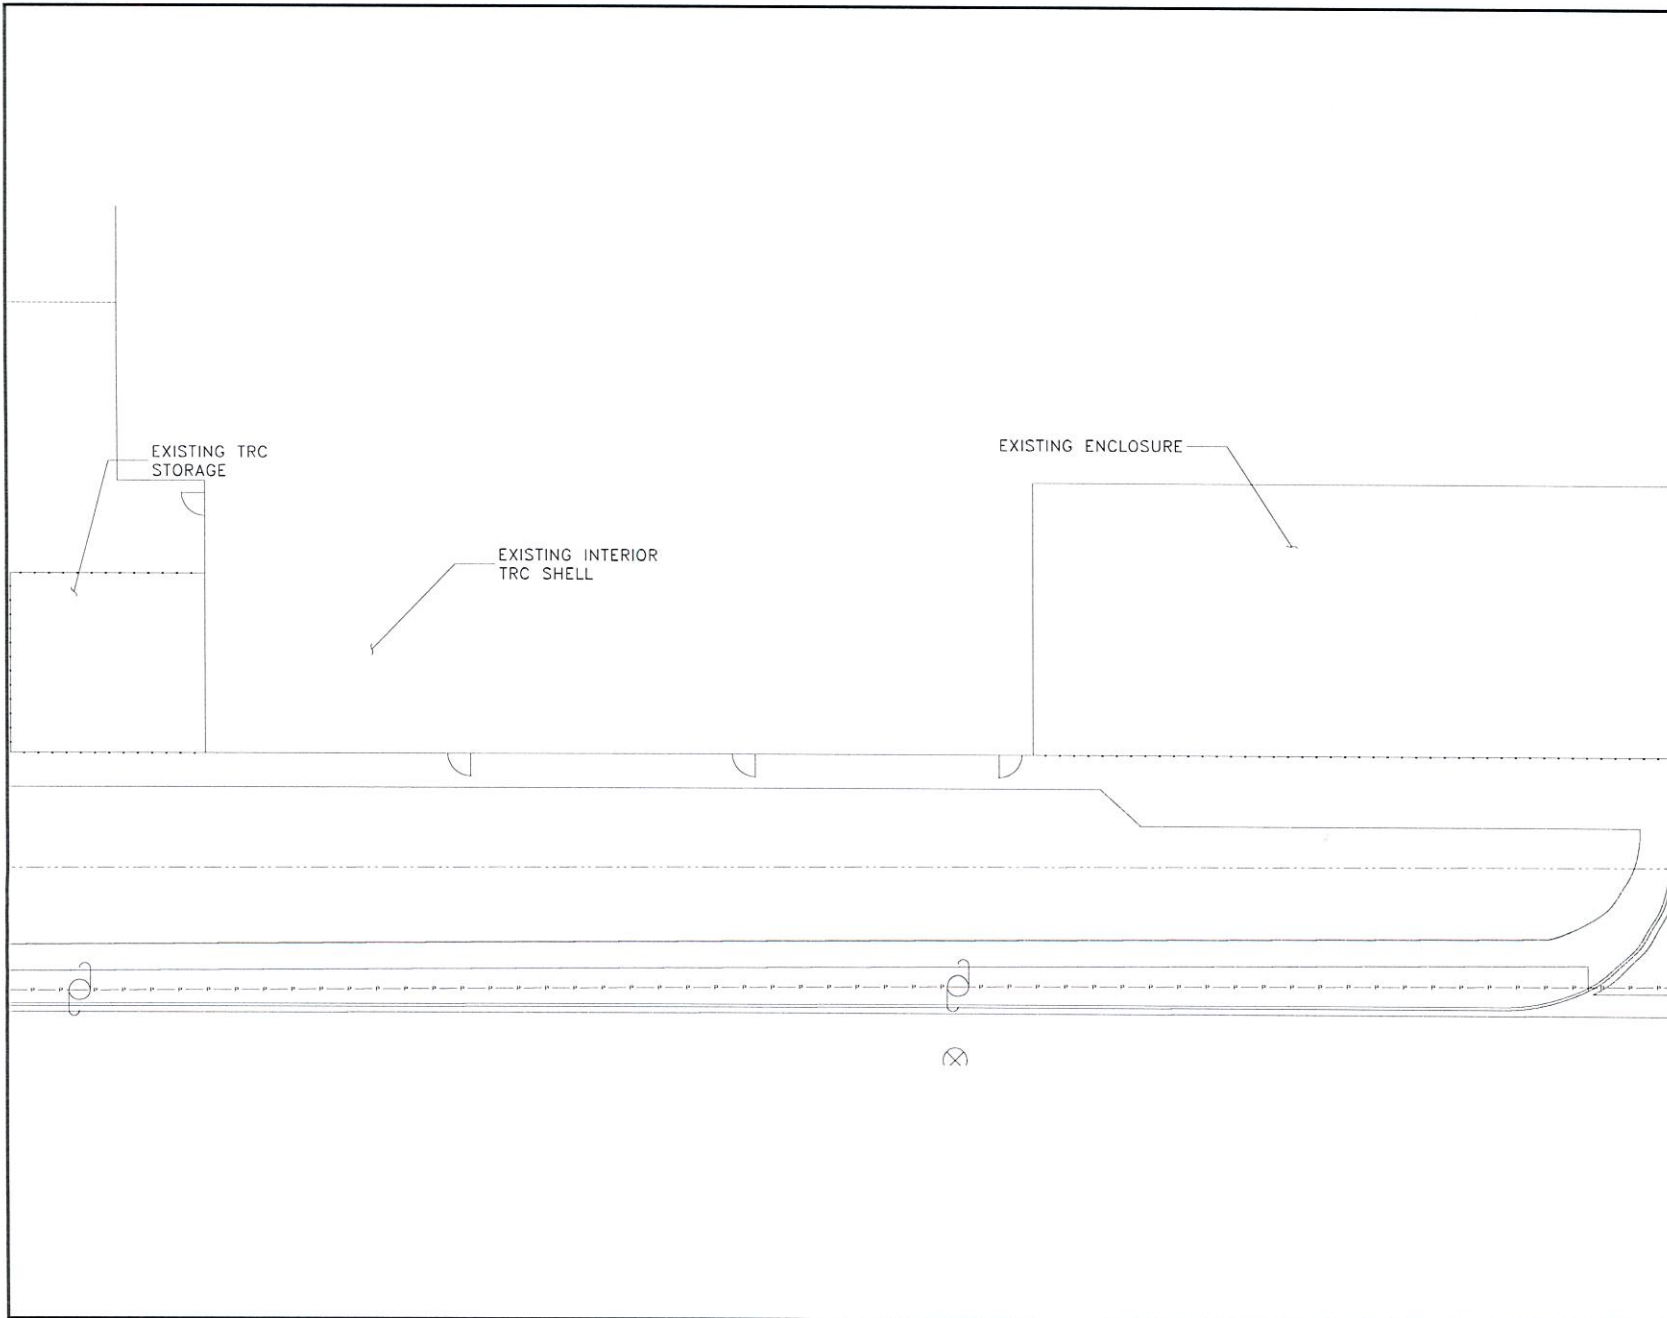 EXISTING TRC
STORAGE
EXISTING ENCLOSURE
EXISTING INTERIOR
TRC SHELL